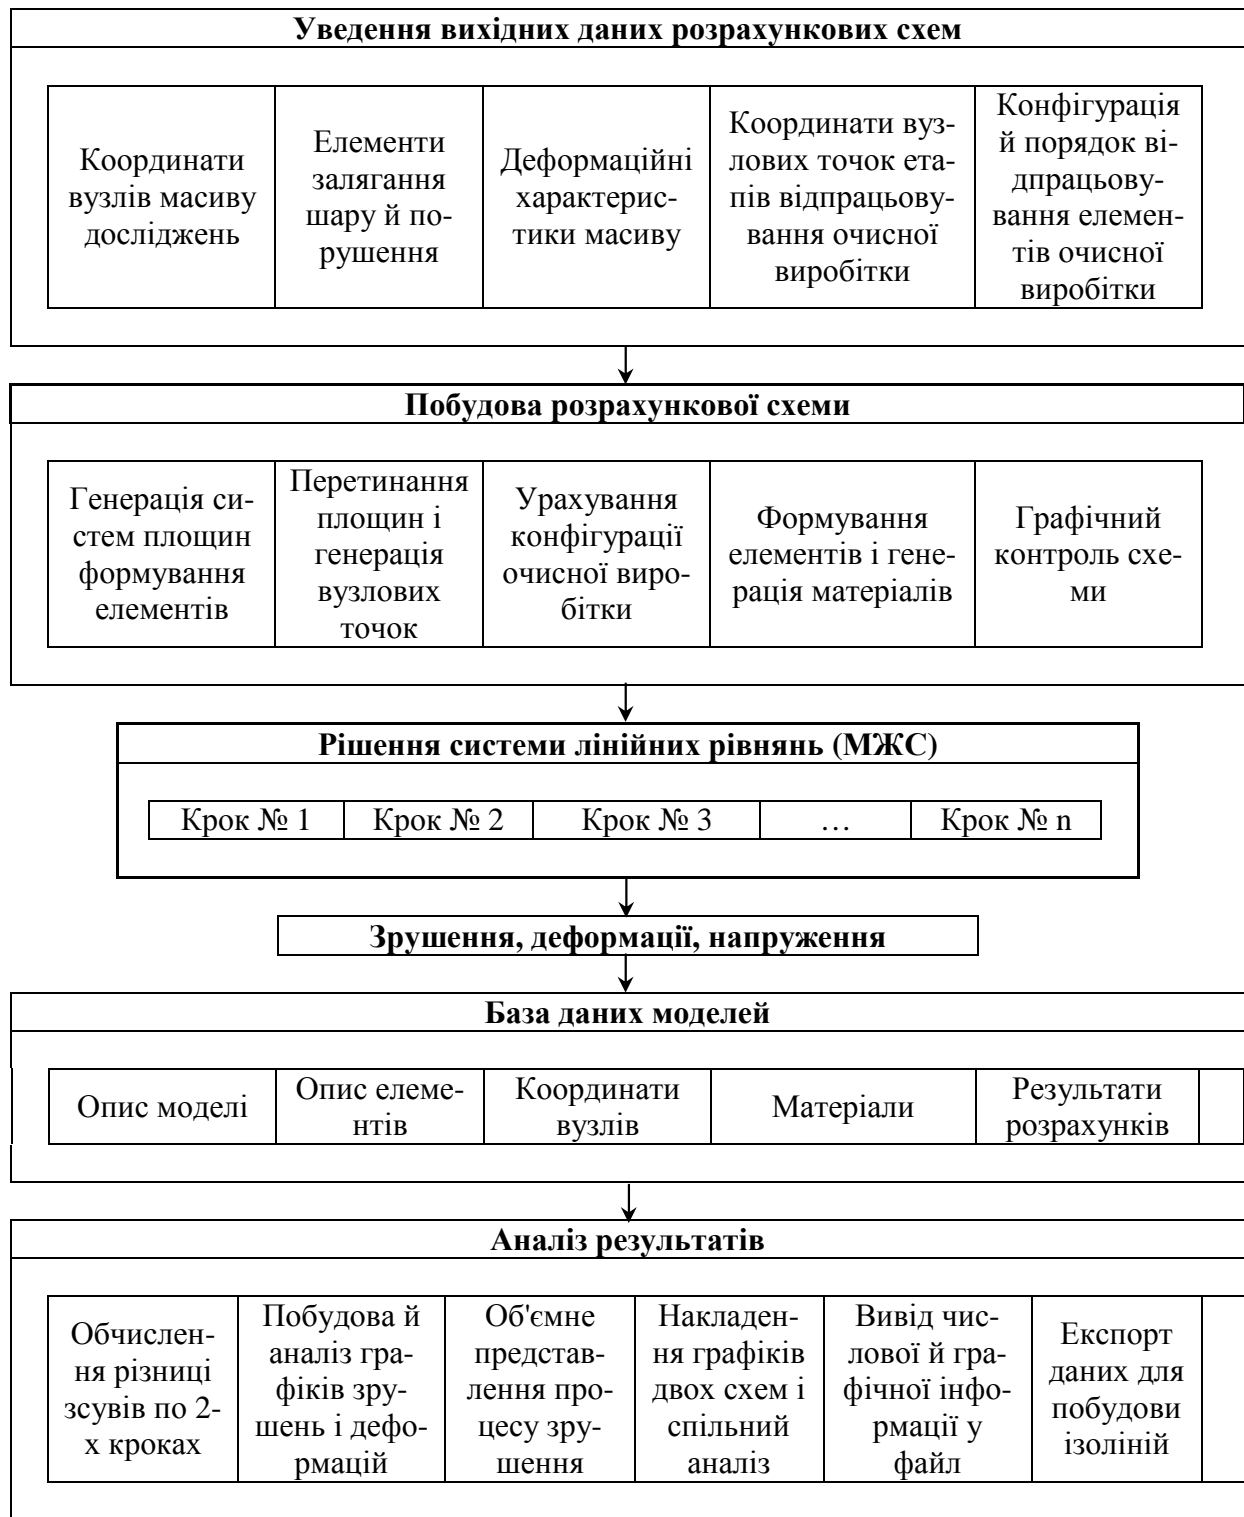 Уведення вихідних даних розрахункових схем
Координати
вузлів масиву
досліджень
Елементи
залягання
шару й по-
рушення
Деформаційні
характерис-
тики масиву
Координати вуз-
лових точок ета-
пів відпрацьову-
вання очисної
виробітки
Конфігурація
й порядок ві-
дпрацьову-
вання елемен-
тів очисної
виробітки
Побудова розрахункової схеми
Генерація си-
стем площин
формування
елементів
Перетинання
площин і
генерація
вузлових
точок
Урахування
конфігурації
очисної виро-
бітки
Формування
елементів і гене-
рація матеріалів
Графічний
контроль схе-
ми
Рішення системи лінійних рівнянь (МЖС)
Крок № 1
Крок № 2
Крок № 3
…
Крок № n
Зрушення, деформації, напруження
База даних моделей
Опис моделі
Опис елеме-
нтів
Координати
вузлів
Матеріали
Результати
розрахунків
Аналіз результатів
Обчислен-
ня різниці
зсувів по 2-
х кроках
Побудова й
аналіз гра-
фіків зру-
шень і дефо-
рмацій
Об'ємне
представ-
лення про-
цесу зру-
шення
Накладен-
ня графіків
двох схем і
спільний
аналіз
Вивід чис-
лової й гра-
фічної інфо-
рмації у
файл
Експорт
даних для
побудови
ізоліній